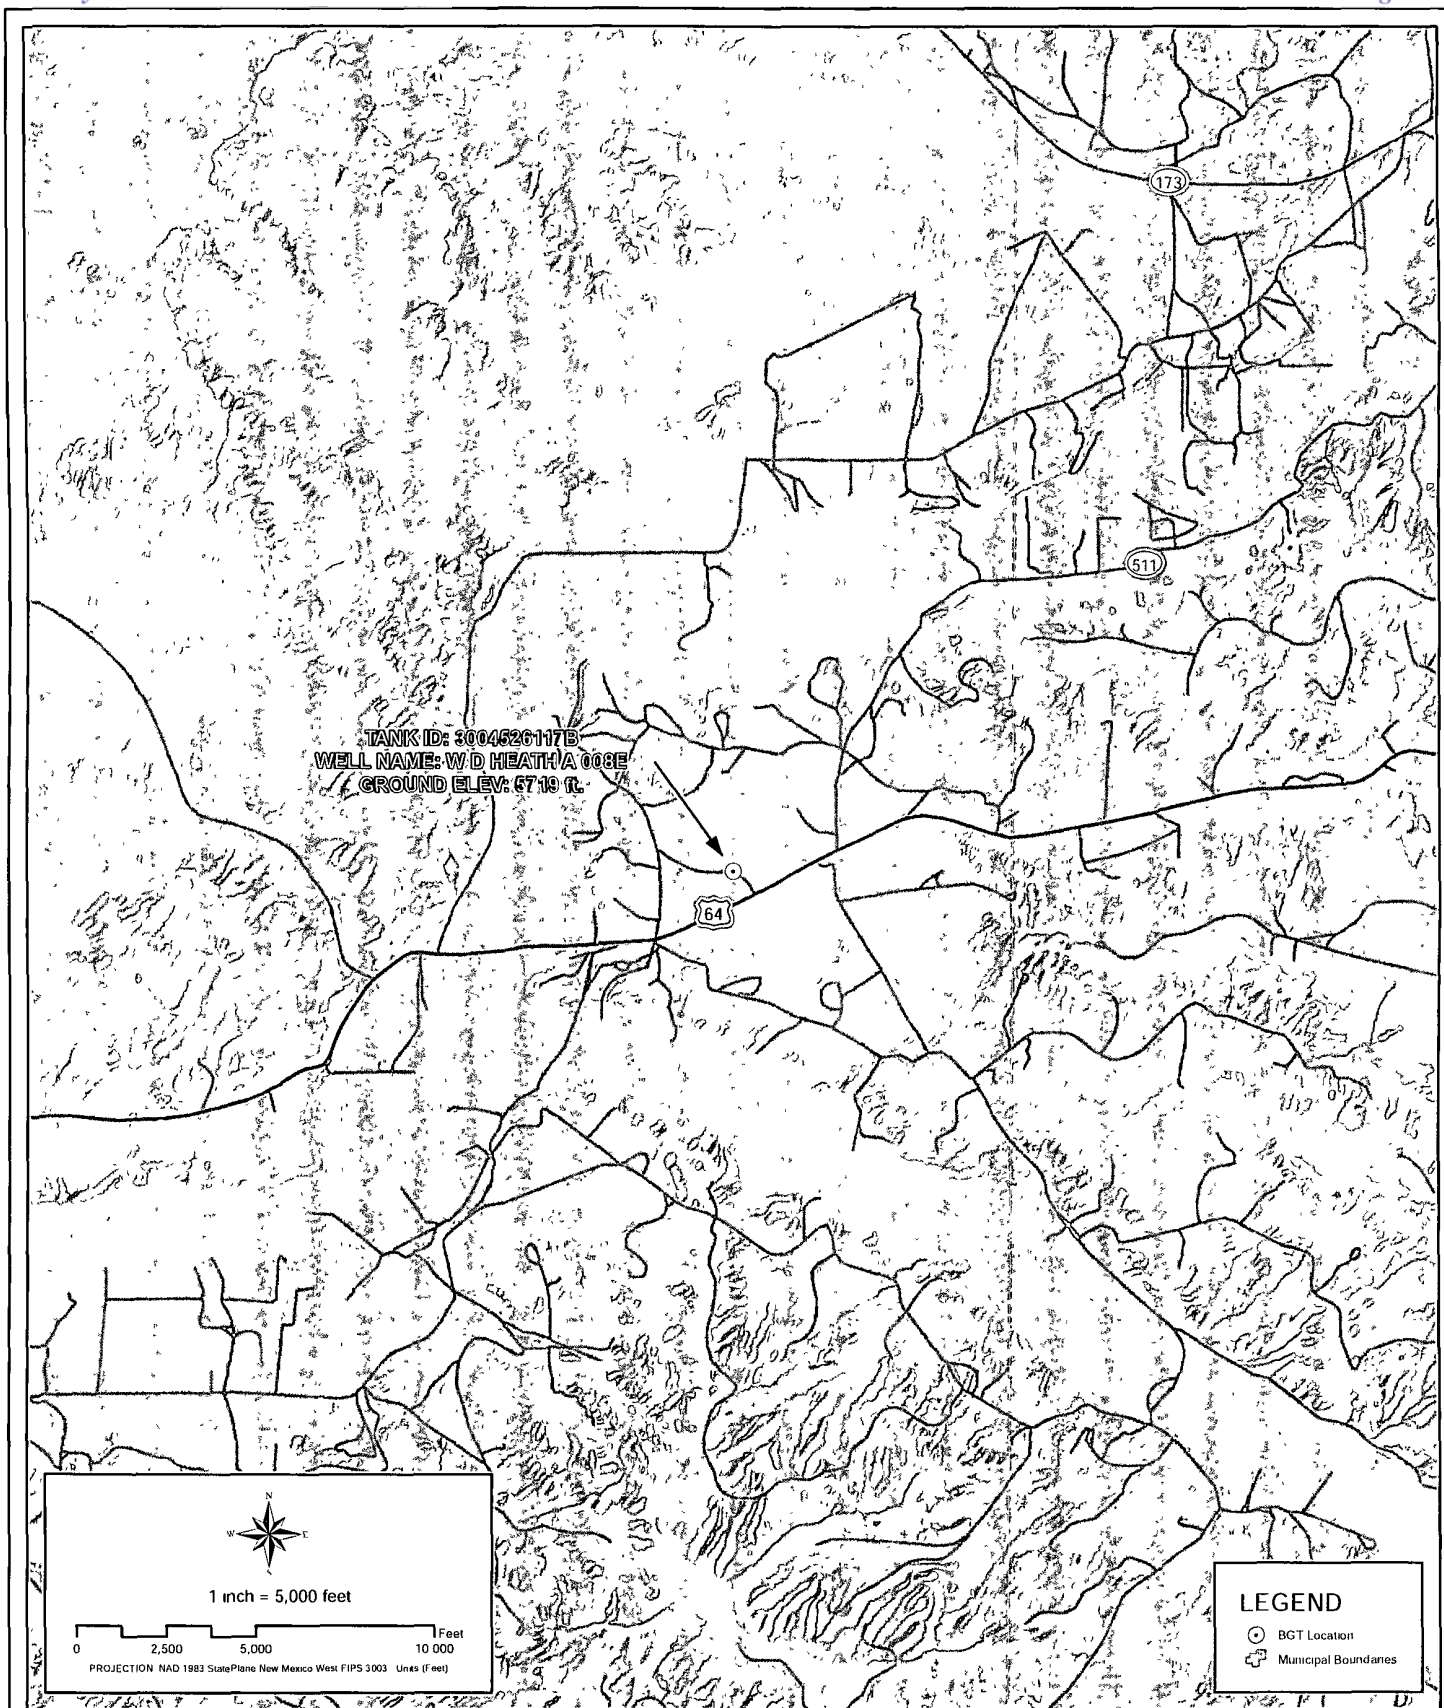 173
511
TANK ID: 3004526117B
WELL NAME: W D HEATH A 008E
GROUND ELEV: 5719 ft.
64
N
W E
1 inch = 5,000 feet
Feet
0 2,500 5,000 10 000
PROJECTION NAD 1983 StatePlane New Mexico West FIPS 3003 Units (Feet)
LEGEND
BGT Location
Municipal Boundaries